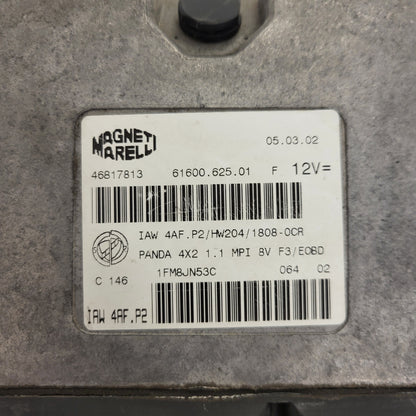 MAGNETI
MARELLI
05.03.02
46817813 61600.625.01 F 12V=
IAW 4AF.P2/HW204/1808-0CR
PANDA 4X2 1.1 MPI 8V F3/EOBD
1FM8JN53C 064 02
C 146
IAW 4AF.P2